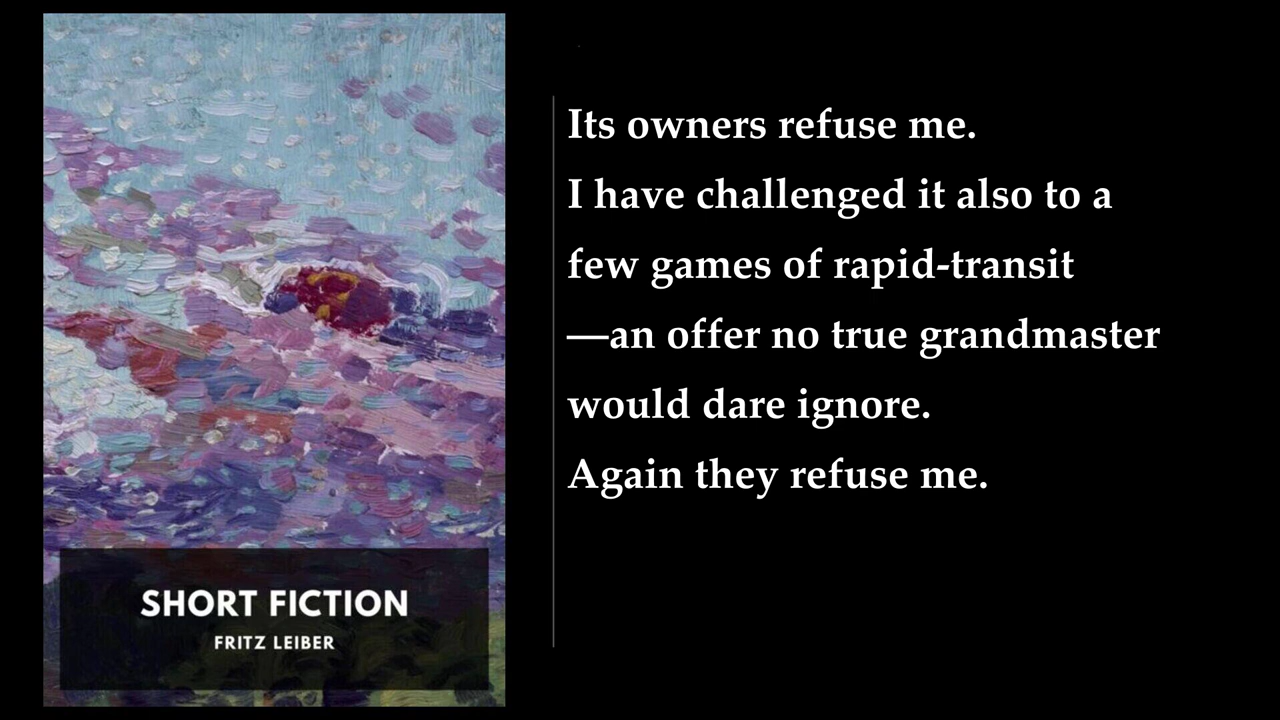 SHORT FICTION
FRITZ LEIBER
Its owners refuse me.
I have challenged it also to a
few games of rapid-transit
—an offer no true grandmaster
would dare ignore.
Again they refuse me.